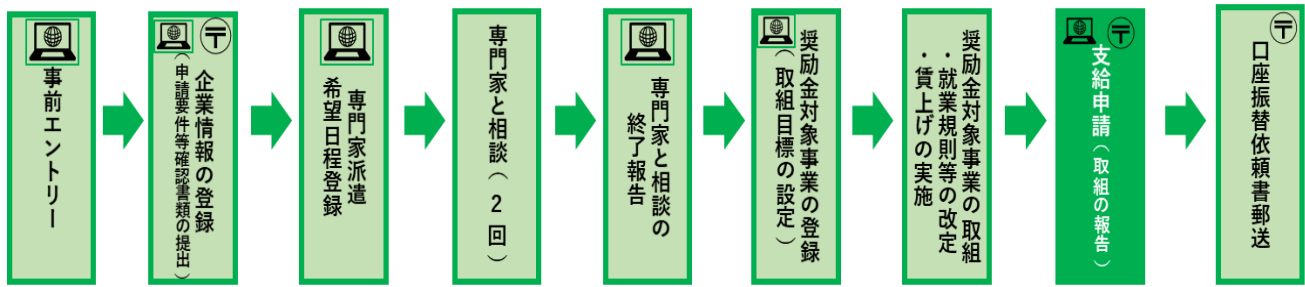 事前エントリー
〒
企業情報の登録
（申請要件等確認書類の提出）
専門家派遣
希望日程登録
専門家と相談（２回）
専門家と相談の
終了報告
奨励金対象事業の登録
（取組目標の設定）
奨励金対象事業の取組
・就業規則等の改定
・賃上げの実施
〒
支給申請（取組の報告）
〒
口座振替依頼書郵送